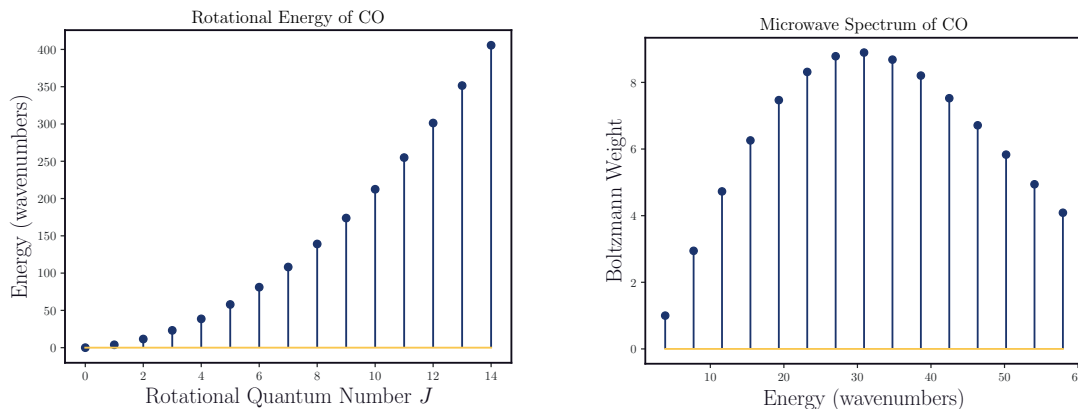 Rotational Energy of CO
Energy (wavenumbers)
400
350
300
250
200
150
100
50
0
0 2 4 6 8 10 12 14
Rotational Quantum Number J
Microwave Spectrum of CO
Boltzmann Weight
8
6
4
2
0
10 20 30 40 50
Energy (wavenumbers)